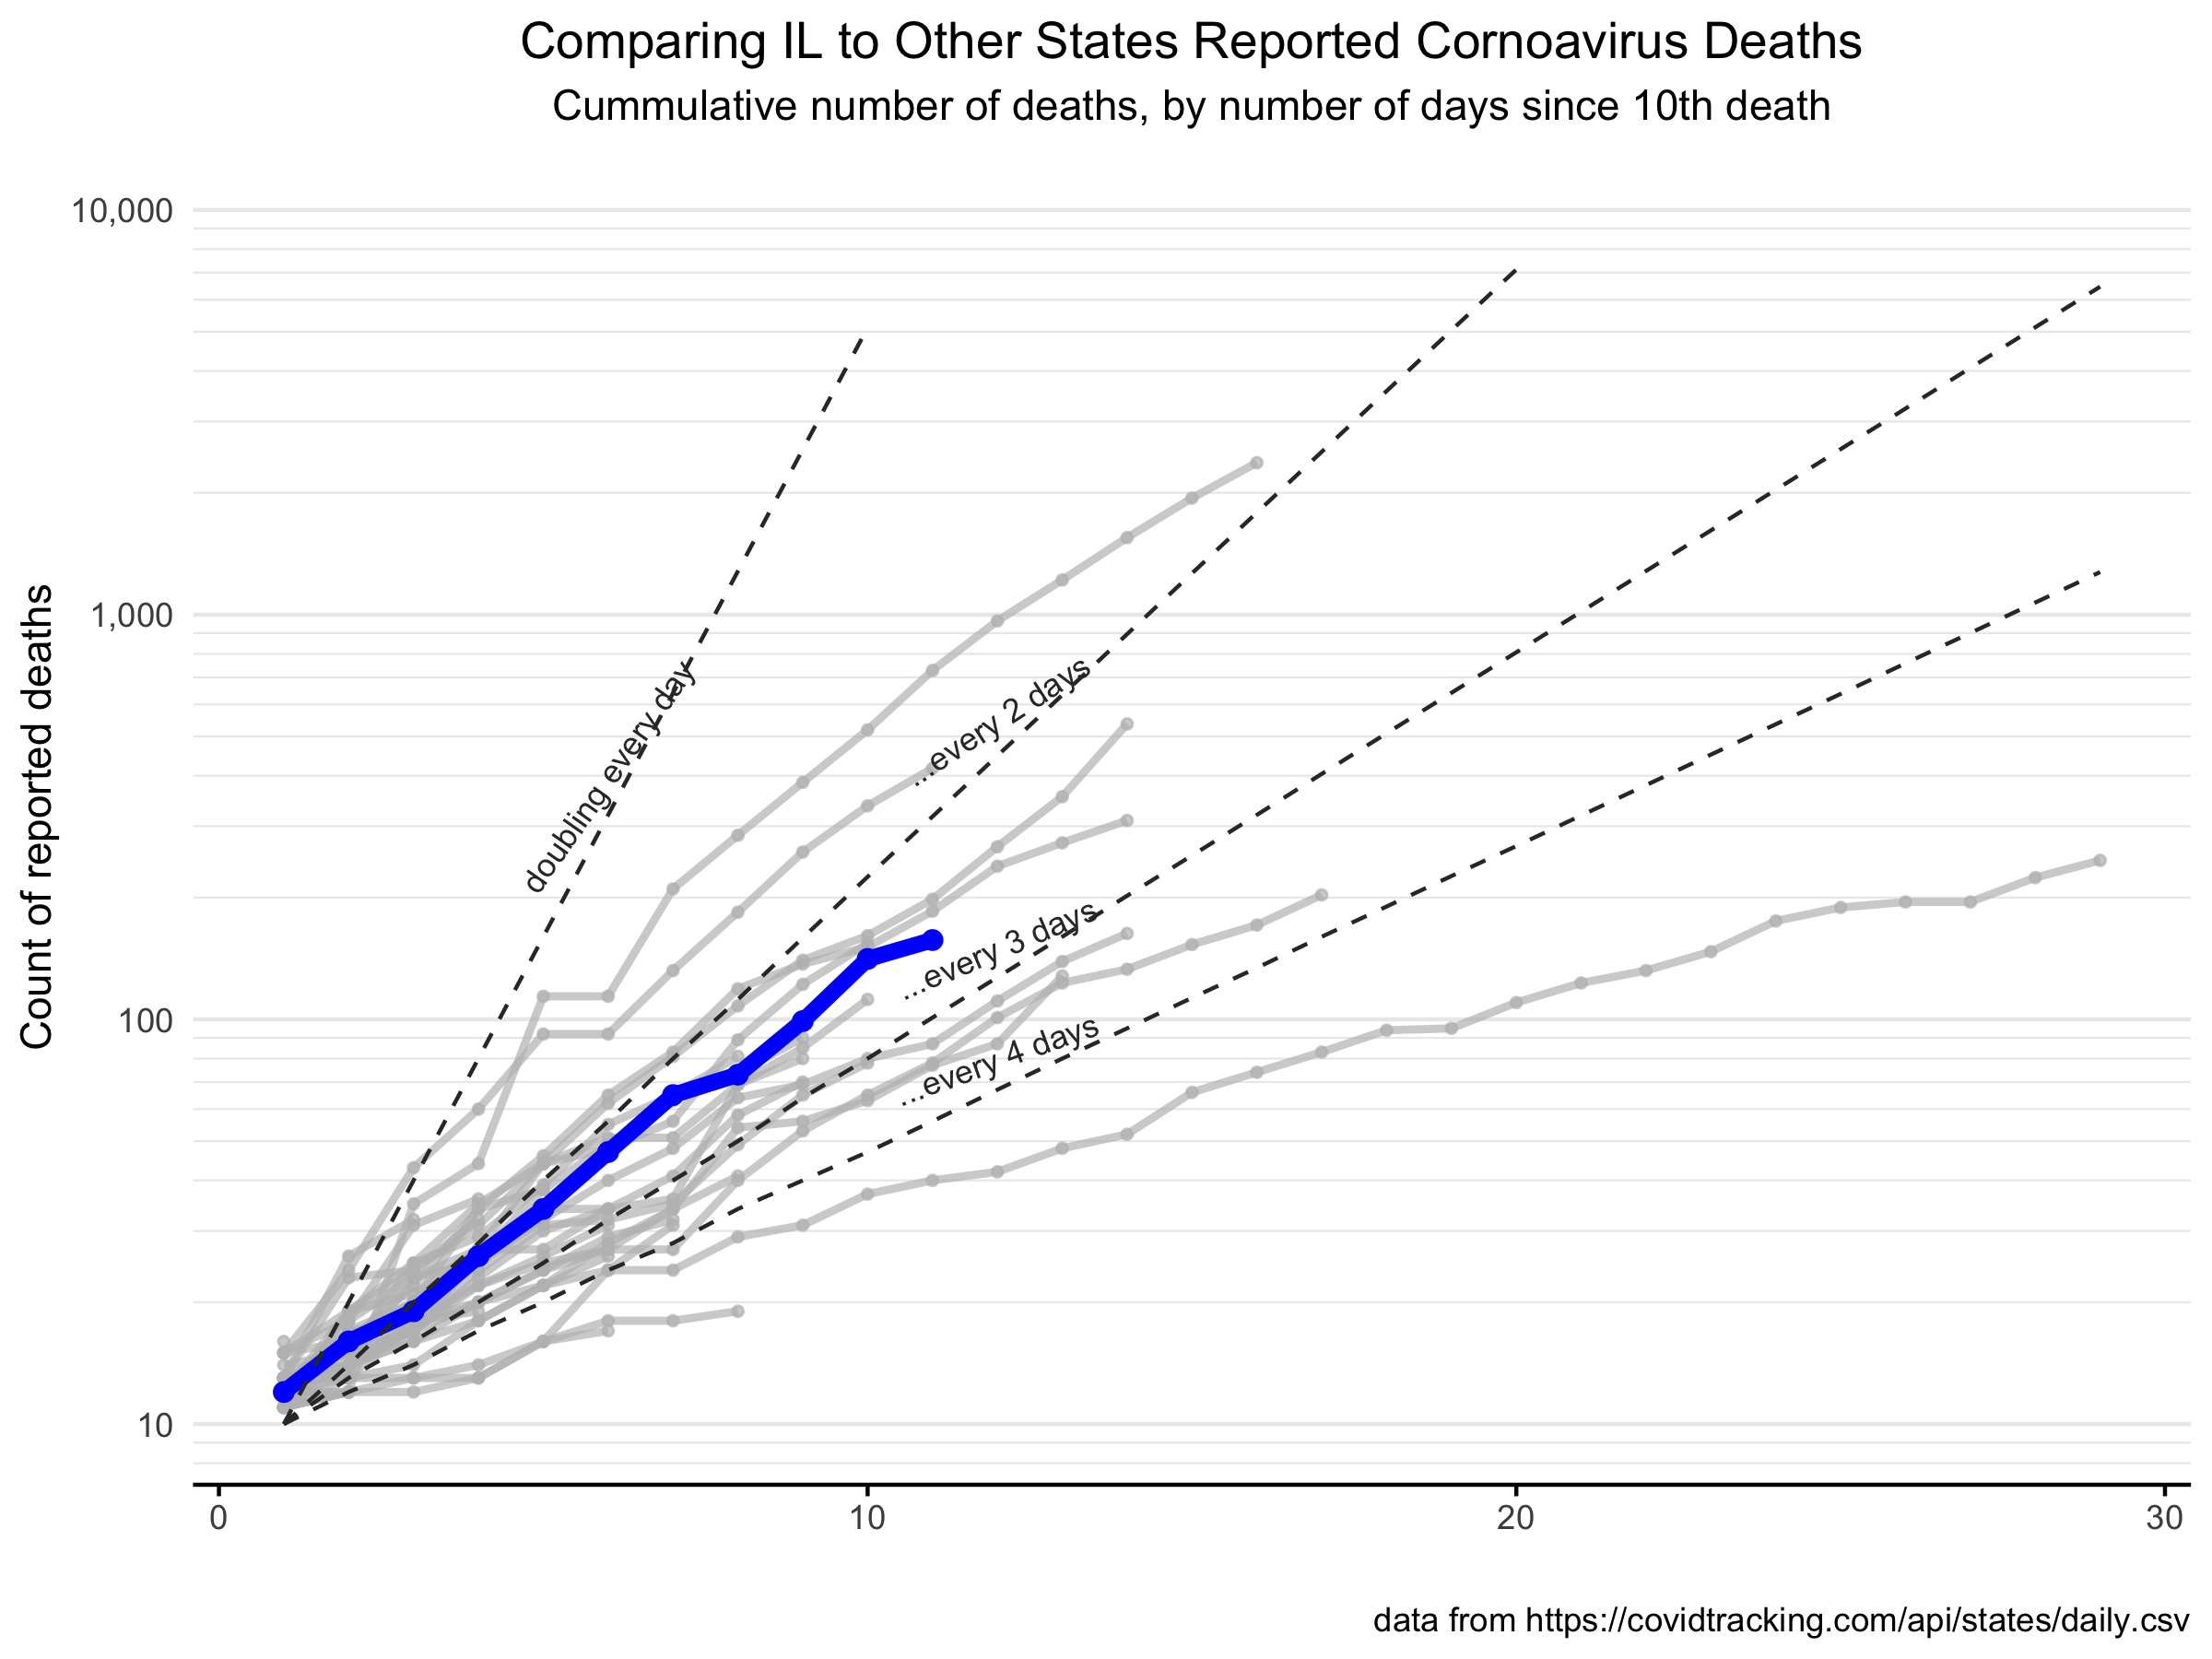 Comparing IL to Other States Reported Cornoavirus Deaths
Cummulative number of deaths, by number of days since 10th death
10,000
1,000
100
10
Count of reported deaths
doubling every day
...every 2 days
...every 3 days
...every 4 days
0
10
20
30
data from https://covidtracking.com/api/states/daily.csv